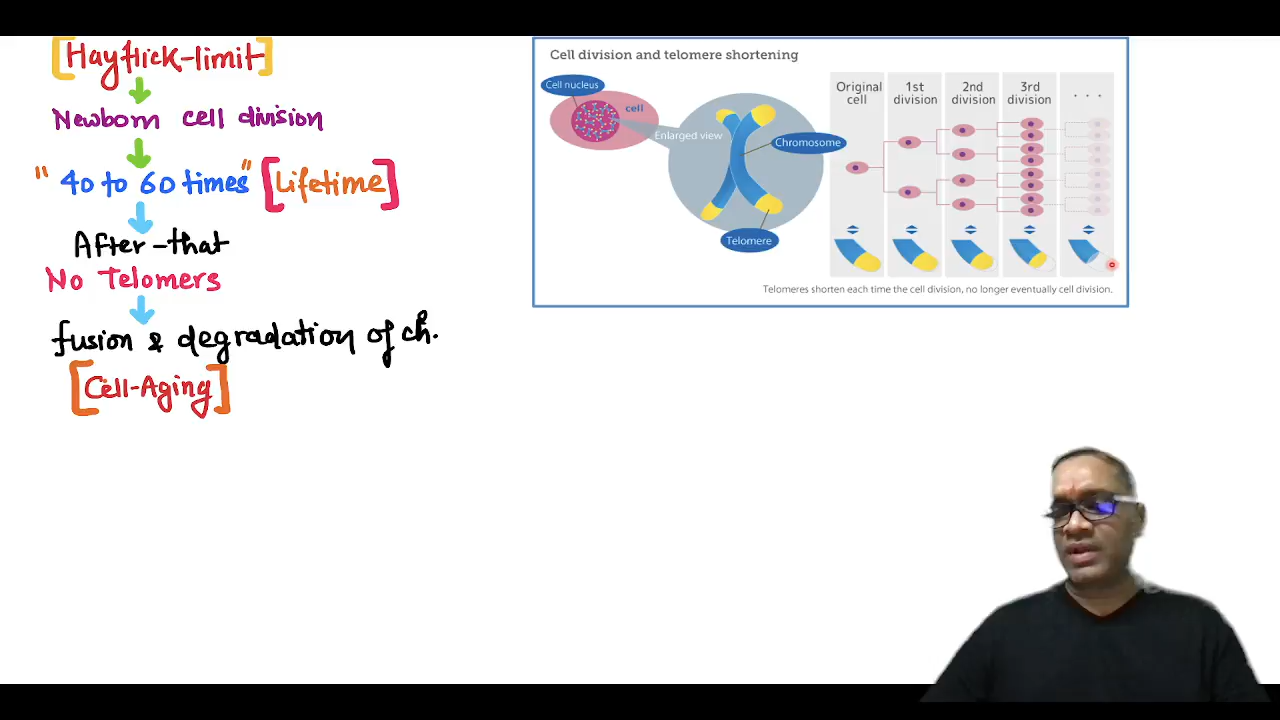 [Hayflick-limit]
Newborn cell division
"40 to 60 times" [Lifetime]
After-that
No Telomers
fusion & degradation of ch.
[Cell-Aging]
Cell division and telomere shortening
Cell nucleus
cell
Enlarged view
Chromosome
Telomere
Original cell
1st division
2nd division
3rd division
. . .
Telomeres shorten each time the cell division, no longer eventually cell division.